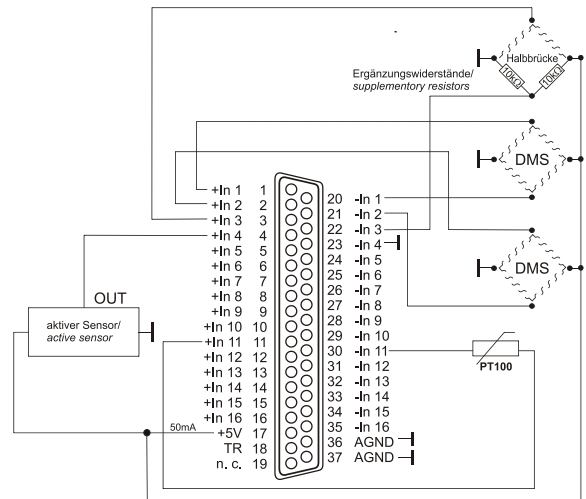 Halbbrücke
10kΩ 10kΩ
Ergänzungswiderstände/
supplementory resistors
DMS
DMS
+In 1 1
+In 2 2
+In 3 3
+In 4 4
+In 5 5
+In 6 6
+In 7 7
+In 8 8
+In 9 9
+In 10 10
+In 11 11
+In 12 12
+In 13 13
+In 14 14
+In 15 15
+In 16 16
50mA +5V 17
TR 18
n. c. 19
20 -In 1
21 -In 2
22 -In 3
23 -In 4
24 -In 5
25 -In 6
26 -In 7
27 -In 8
28 -In 9
29 -In 10
30 -In 11
31 -In 12
32 -In 13
33 -In 14
34 -In 15
35 -In 16
36 AGND
37 AGND
OUT
aktiver Sensor/
active sensor
PT100